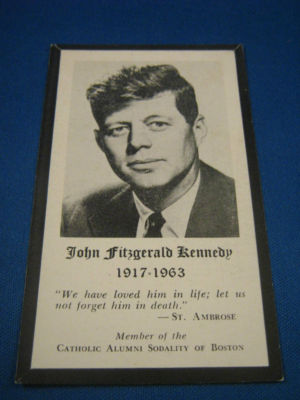 John Fitzgerald Kennedy
1917-1963
"We have loved him in life; let us
not forget him in death."
— ST. AMBROSE
Member of the
CATHOLIC ALUMNI SODALITY OF BOSTON